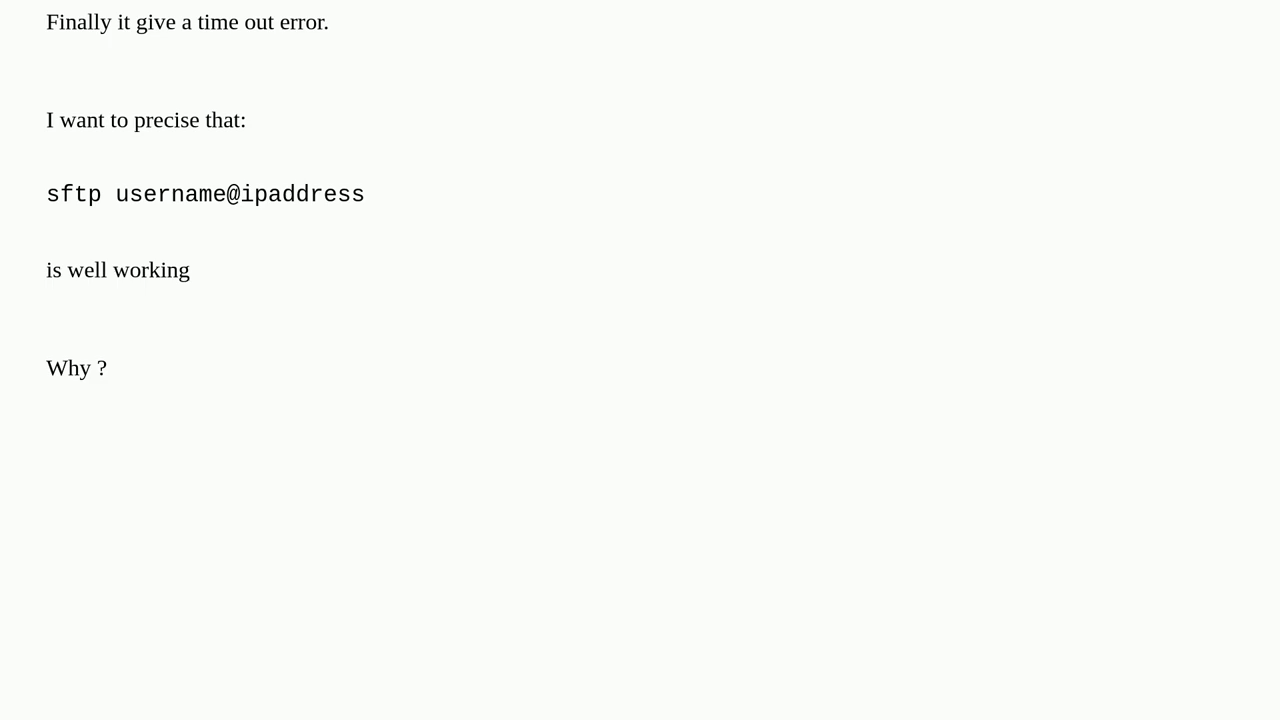 Finally it give a time out error.
I want to precise that:
sftp username@ipaddress
is well working
Why ?